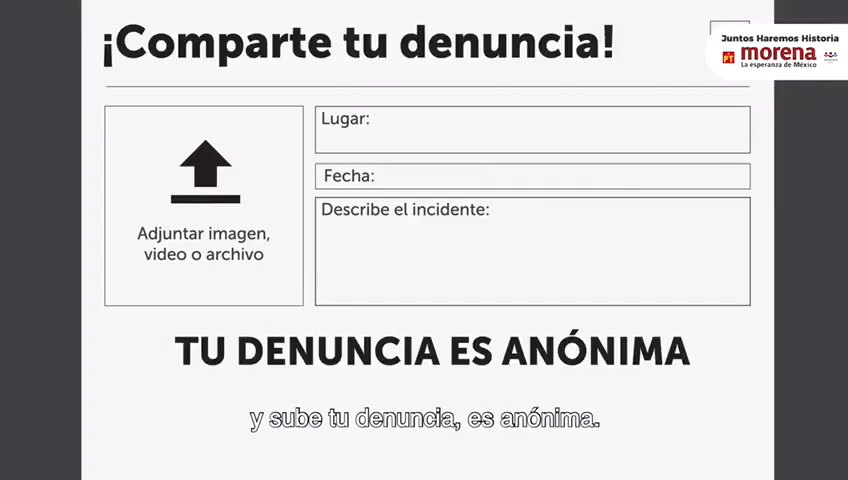 ¡Comparte tu denuncia!
Juntos Haremos Historia
PT
morena
La esperanza de México
Lugar:
Fecha:
Describe el incidente:
Adjuntar imagen,
video o archivo
TU DENUNCIA ES ANÓNIMA
y sube tu denuncia, es anónima.